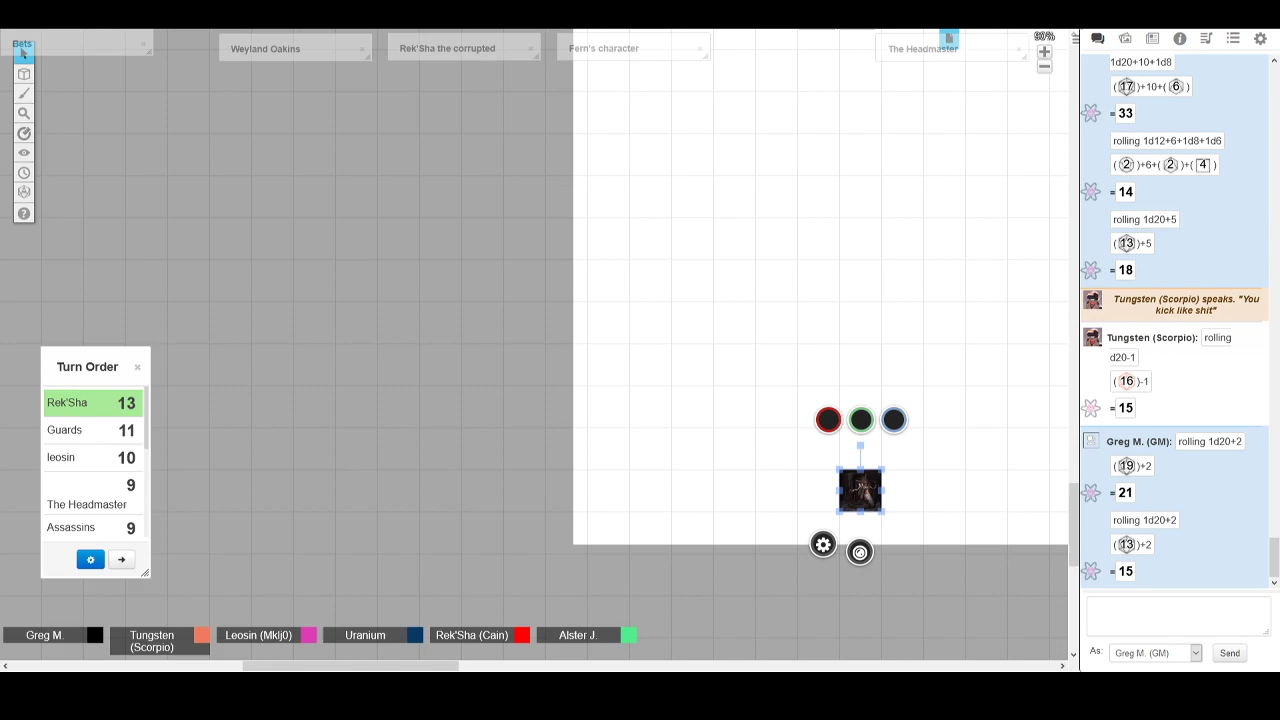 Bets
Weyland Oakins
Rek'Sha the corrupted
Fern's character
The Headmaster
90%
1d20+10+1d8
(17)+10+(6)
=33
rolling 1d12+6+1d8+1d6
(2)+6+(2)+(4)
=14
rolling 1d20+5
(13)+5
=18
Tungsten (Scorpio) speaks. "You
kick like shit"
Tungsten (Scorpio): rolling
d20-1
(16)-1
=15
Greg M. (GM): rolling 1d20+2
(19)+2
=21
rolling 1d20+2
(13)+2
=15
As: Greg M. (GM) Send
Turn Order
Rek'Sha 13
Guards 11
leosin 10
9
The Headmaster
Assassins 9
Greg M.
Tungsten
(Scorpio)
Leosin (Mklj0)
Uranium
Rek'Sha (Cain)
Alster J.